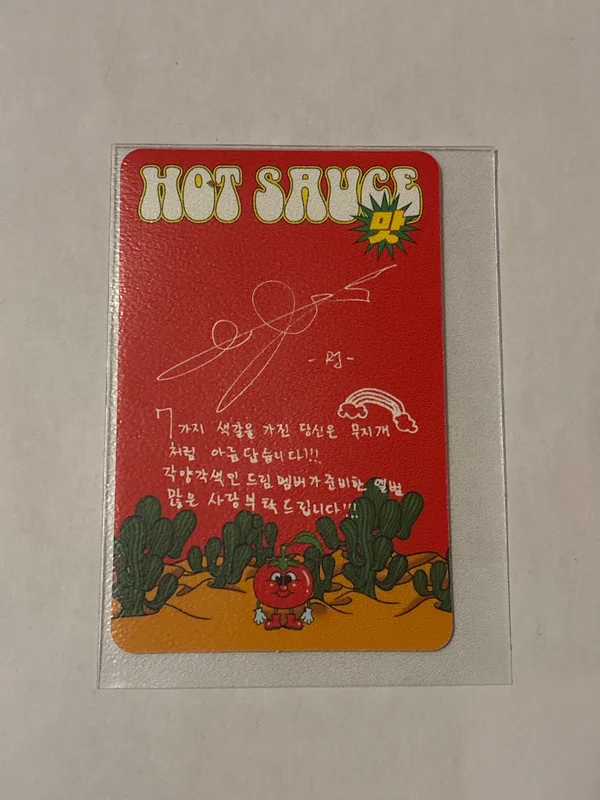 HOT SAUCE
맛
7가지 색깔을 가진 당신은 무지개
처럼 아름답습니다!!!
각양각색인 드림 멤버가 준비한 앨범
많은 사랑 부탁 드립니다!!!